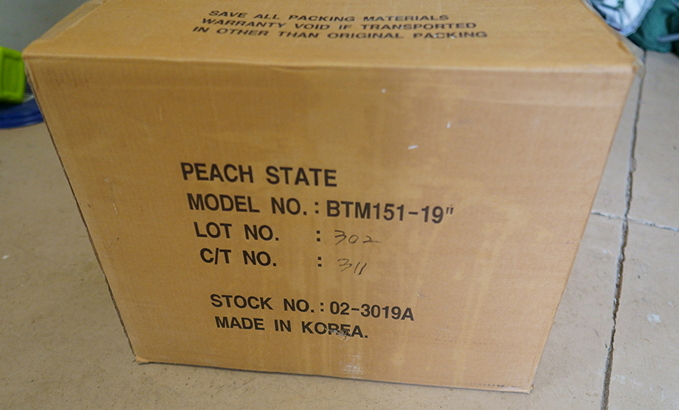 SAVE ALL PACKING MATERIALS
WARRANTY VOID IF TRANSPORTED
IN OTHER THAN ORIGINAL PACKING
PEACH STATE
MODEL NO. : BTM151-19"
LOT NO. : 302
C/T NO. : 311
STOCK NO. : 02-3019A
MADE IN KOREA.